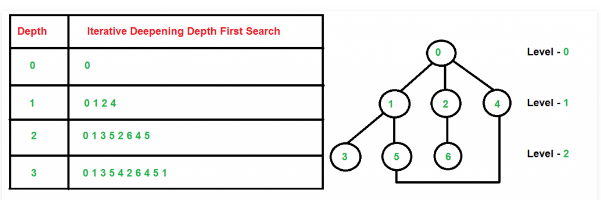 Depth Iterative Deepening Depth First Search
0 0
1 0 1 2 4
2 0 1 3 5 2 6 4 5
3 0 1 3 5 4 2 6 4 5 1
0 Level - 0
1 2 4 Level - 1
3 5 6 Level - 2